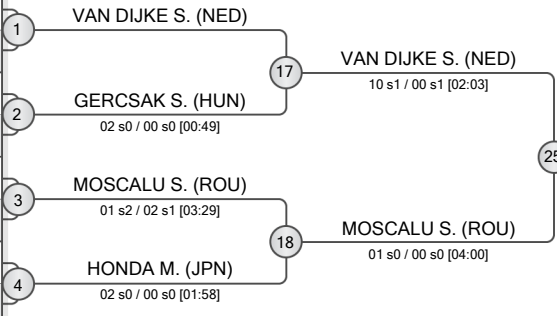 1
VAN DIJKE S. (NED)
17
VAN DIJKE S. (NED)
10 s1 / 00 s1 [02:03]
2
GERCSAK S. (HUN)
02 s0 / 00 s0 [00:49]
25
3
MOSCALU S. (ROU)
01 s2 / 02 s1 [03:29]
18
MOSCALU S. (ROU)
01 s0 / 00 s0 [04:00]
4
HONDA M. (JPN)
02 s0 / 00 s0 [01:58]